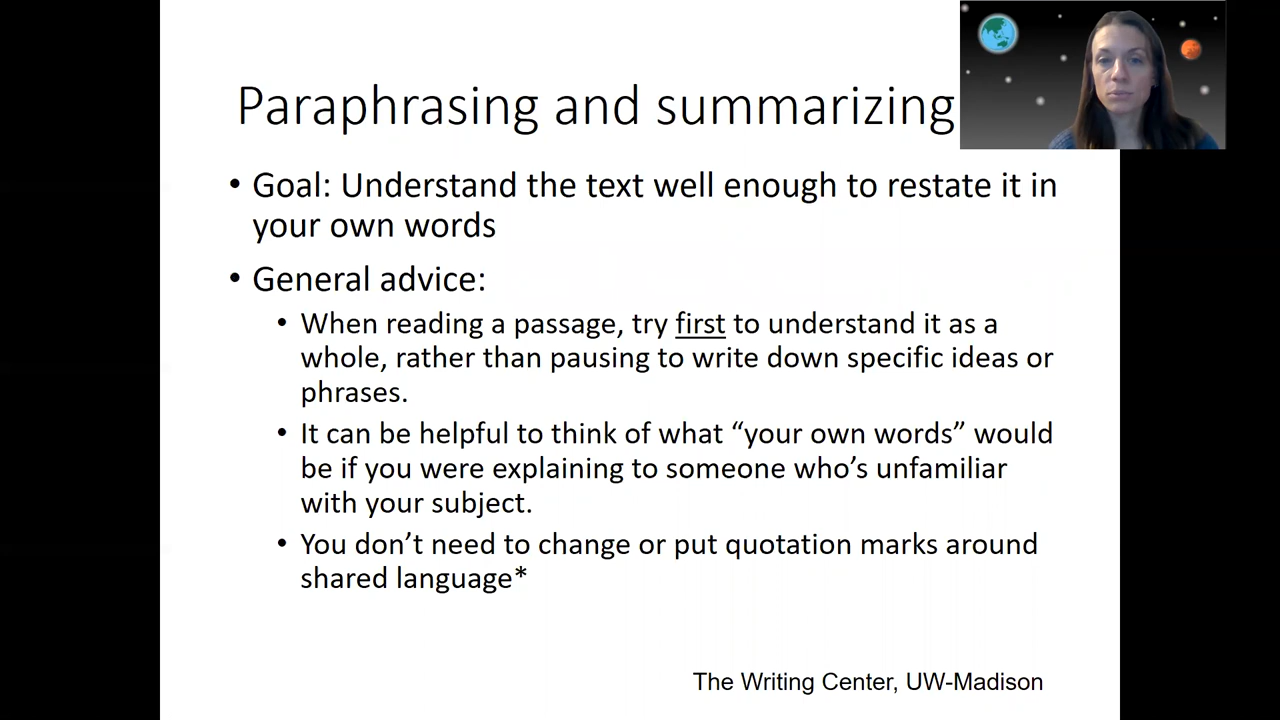 Paraphrasing and summarizing
• Goal: Understand the text well enough to restate it in
your own words
• General advice:
• When reading a passage, try first to understand it as a
whole, rather than pausing to write down specific ideas or
phrases.
• It can be helpful to think of what “your own words” would
be if you were explaining to someone who’s unfamiliar
with your subject.
• You don’t need to change or put quotation marks around
shared language*
The Writing Center, UW-Madison